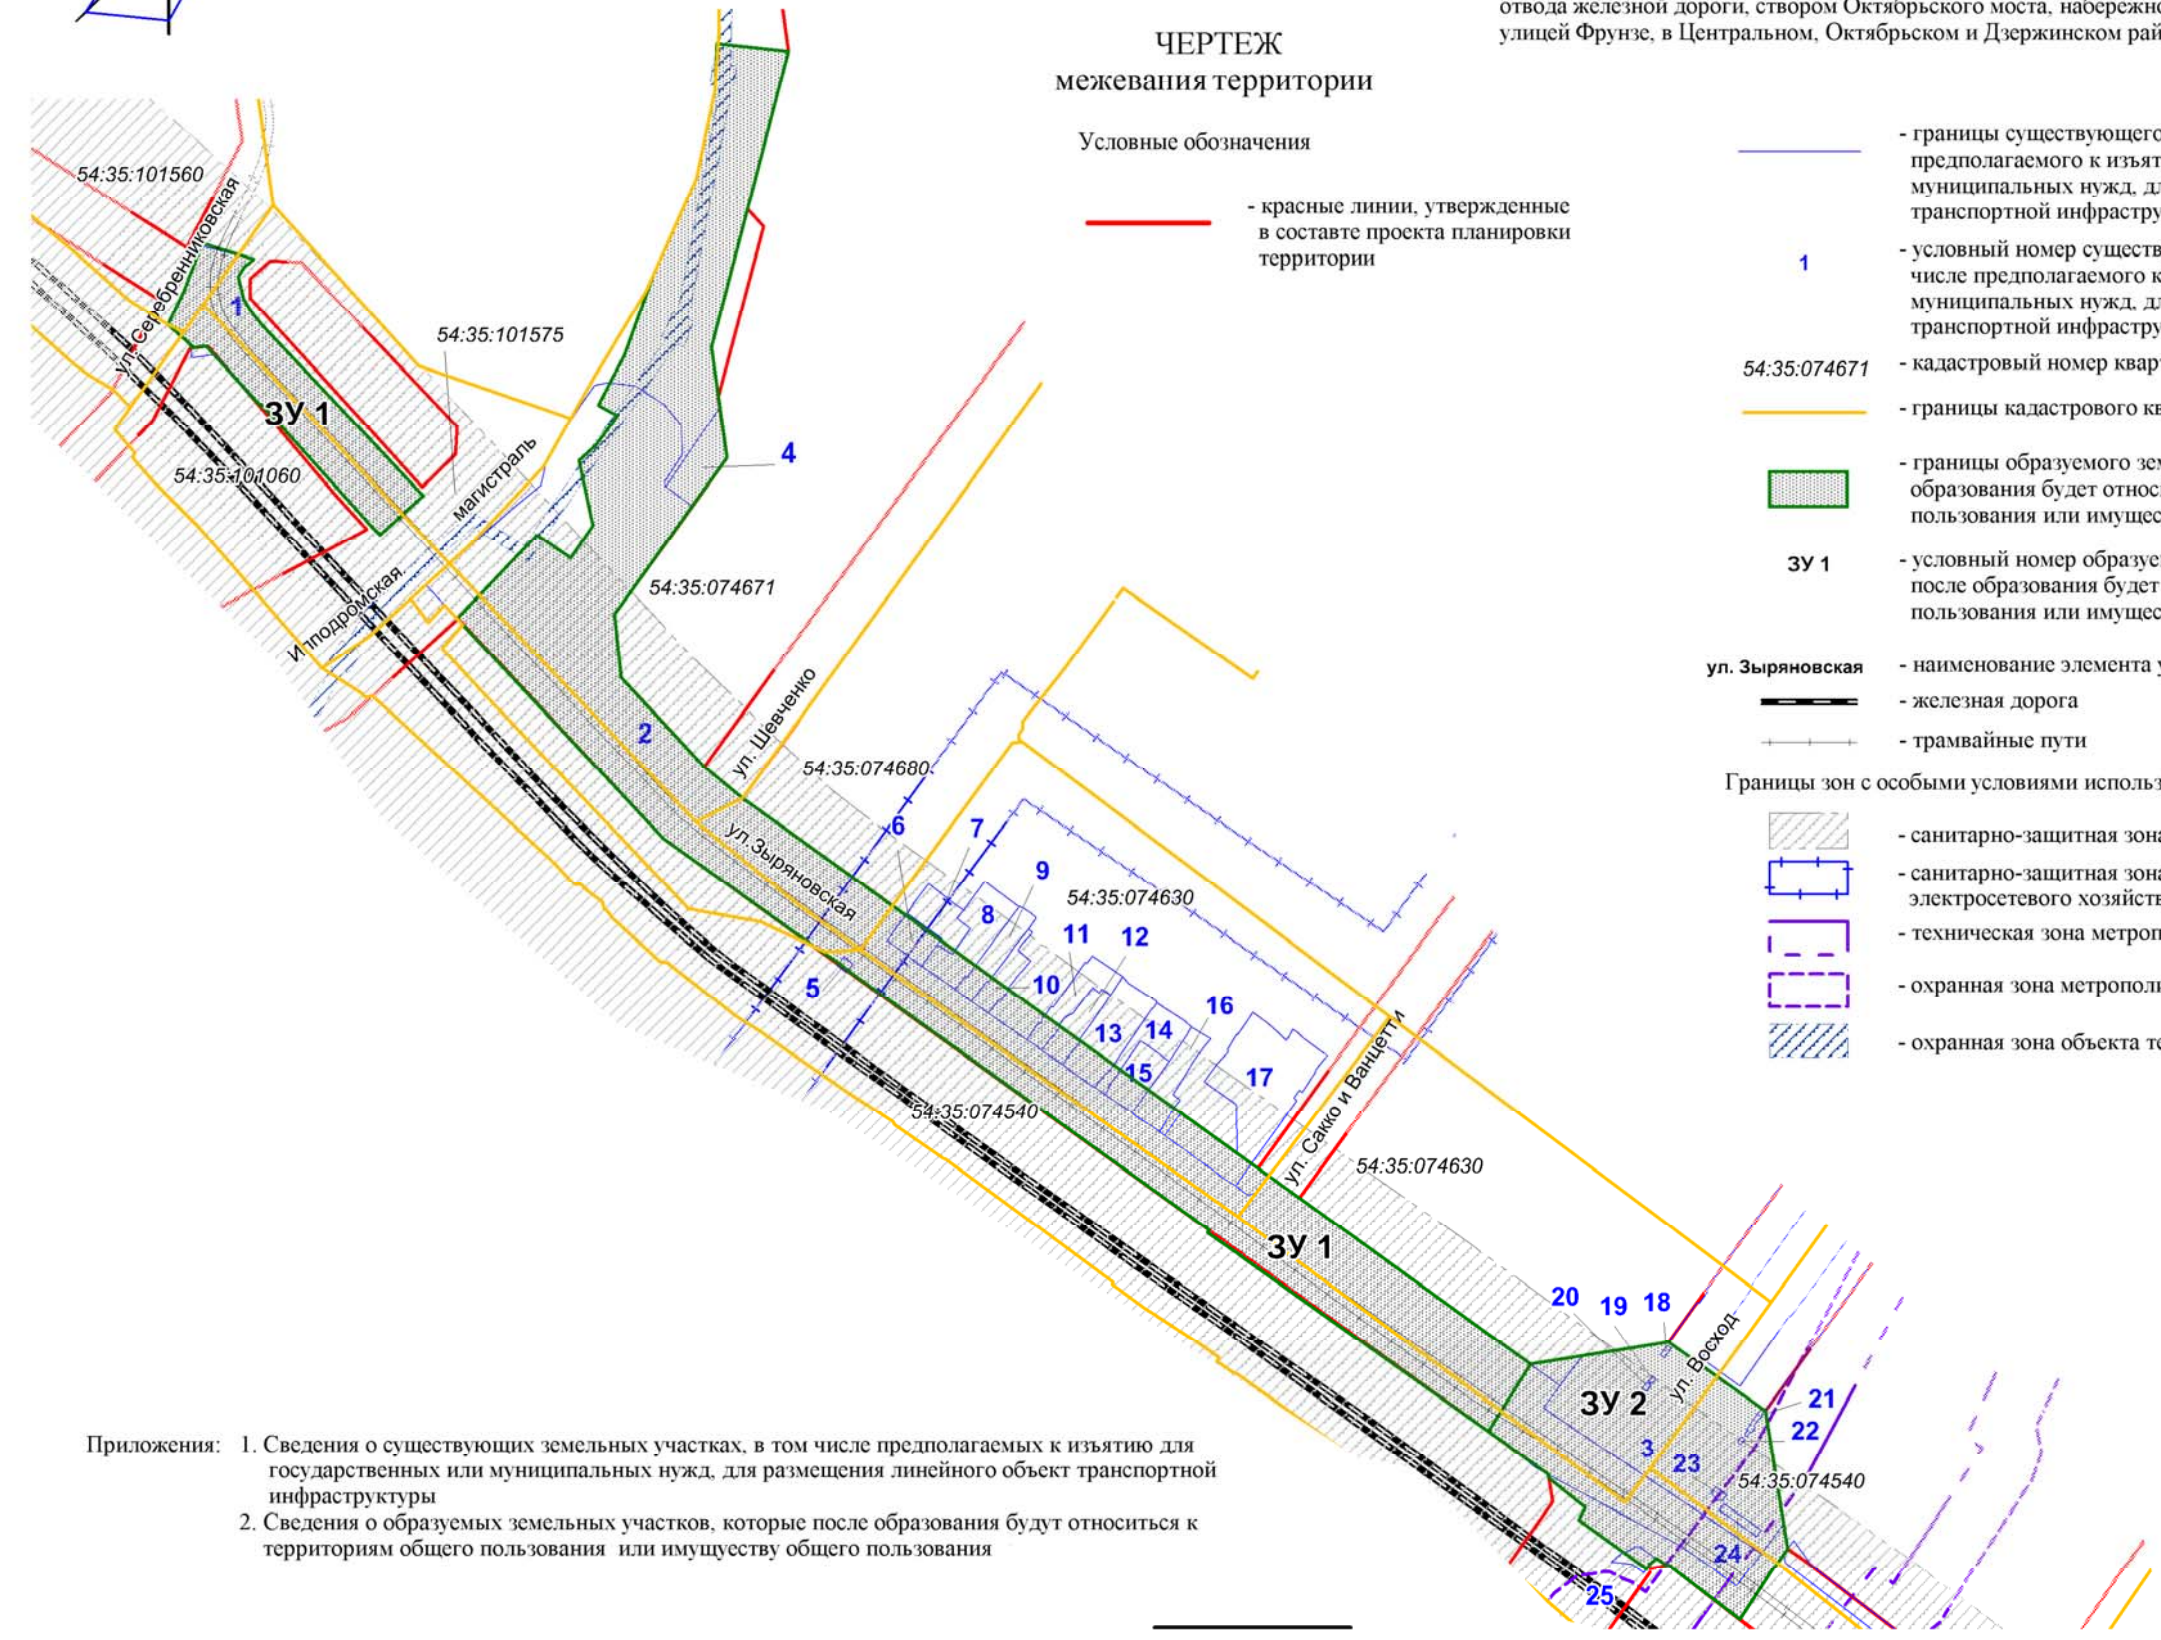 отвода железной дороги, створом Октябрьского моста, набережно
улицей Фрунзе, в Центральном, Октябрьском и Дзержинском рай
ЧЕРТЕЖ
межевания территории
Условные обозначения
- красные линии, утвержденные
в составте проекта планировки
территории
- границы существующего
предполагаемого к изъят
муниципальных нужд, дл
транспортной инфрастру
1
- условный номер существ
числе предполагаемого к
муниципальных нужд, дл
транспортной инфрастру
54:35:074671
- кадастровый номер квар
- границы кадастрового кв
- границы образуемого зем
образования будет относ
пользования или имущес
ЗУ 1
- условный номер образуе
после образования будет
пользования или имущес
ул. Зыряновская
- наименование элемента у
- железная дорога
- трамвайные пути
Границы зон с особыми условиями использ
- санитарно-защитная зона
- санитарно-защитная зона
электросетевого хозяйств
- техническая зона метроп
- охранная зона метрополи
- охранная зона объекта те
54:35:101560
ул. Серебренниковская
1
54:35:101575
ЗУ 1
54:35:101060
магистраль
Ипподромская
4
54:35:074671
2
ул. Шевченко
54:35:074680
ул.Зыряновская
6
7
9
8
54:35:074630
11
12
10
5
16
13
14
15
17
54:35:074540
ул. Сакко и Ванцетти
54:35:074630
ЗУ 1
20
19
18
ул. Восход
ЗУ 2
21
22
3
23
54:35:074540
24
25
Приложения:
1. Сведения о существующих земельных участках, в том числе предполагаемых к изъятию для
государственных или муниципальных нужд, для размещения линейного объект транспортной
инфраструктуры
2. Сведения о образуемых земельных участков, которые после образования будут относиться к
территориям общего пользования или имущуеству общего пользования